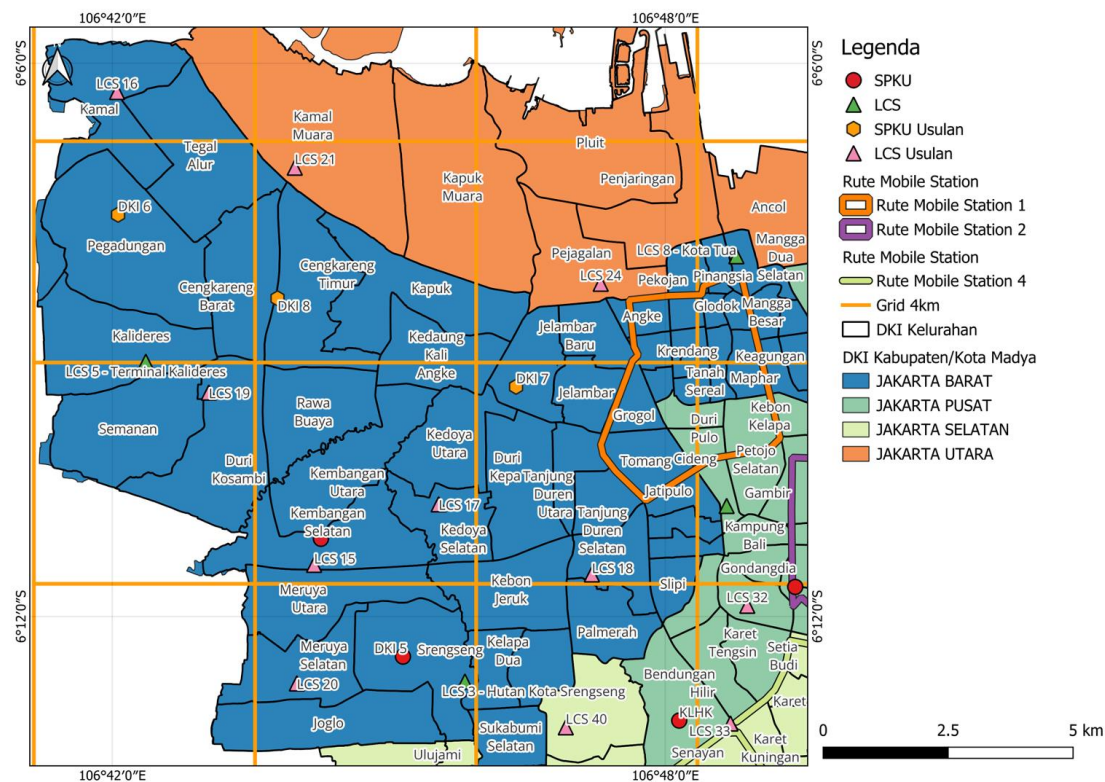 106°42'0"E
106°48'0"E
6°6'0"S
6°6'0"S
LCS 16
Kamal
Kamal
Muara
Pluit
Tegal
Alur
LCS 21
Kapuk
Muara
Penjaringan
DKI 6
Ancol
Pegadungan
Mangga
Dua
Selatan
LCS 8 - Kota Tua
Pejagalan
LCS 24
Pekojan
Pinangsia
Cengkareng
Timur
Cengkareng
Barat
DKI 8
Kapuk
Angke
Glodok
Mangga
Besar
Kalideres
Kedaung
Kali
Angke
Jelambar
Baru
Krendang
Keagungan
LCS 5 - Terminal Kalideres
Tanah
Sereal
Maphar
LCS 19
DKI 7
Jelambar
Rawa
Buaya
Grogol
Kebon
Kelapa
Semanan
Duri
Pulo
Kedoya
Utara
Duri
Kosambi
Duri
Kepa
Tomang
Cideng
Petojo
Selatan
Kembangan
Utara
Tanjung
Duren
Utara
Jatipulo
Gambir
LCS 17
Kembangan
Selatan
Kedoya
Selatan
Tanjung
Duren
Selatan
Kampung
Bali
LCS 15
LCS 18
Gondangdia
Meruya
Utara
Kebon
Jeruk
Slipi
LCS 32
6°12'0"S
6°12'0"S
Palmerah
Karet
Tengsin
Setia
Budi
Meruya
Selatan
DKI 5
Srengseng
Kelapa
Dua
Bendungan
Hilir
LCS 20
LCS 3 - Hutan Kota Srengseng
Karet
KLHK
Joglo
LCS 40
LCS 33
Sukabumi
Selatan
Karet
Kuningan
Ulujami
Senayan
106°42'0"E
106°48'0"E
Legenda
SPKU
LCS
SPKU Usulan
LCS Usulan
Rute Mobile Station
Rute Mobile Station 1
Rute Mobile Station 2
Rute Mobile Station
Rute Mobile Station 4
Grid 4km
DKI Kelurahan
DKI Kabupaten/Kota Madya
JAKARTA BARAT
JAKARTA PUSAT
JAKARTA SELATAN
JAKARTA UTARA
0
2.5
5 km